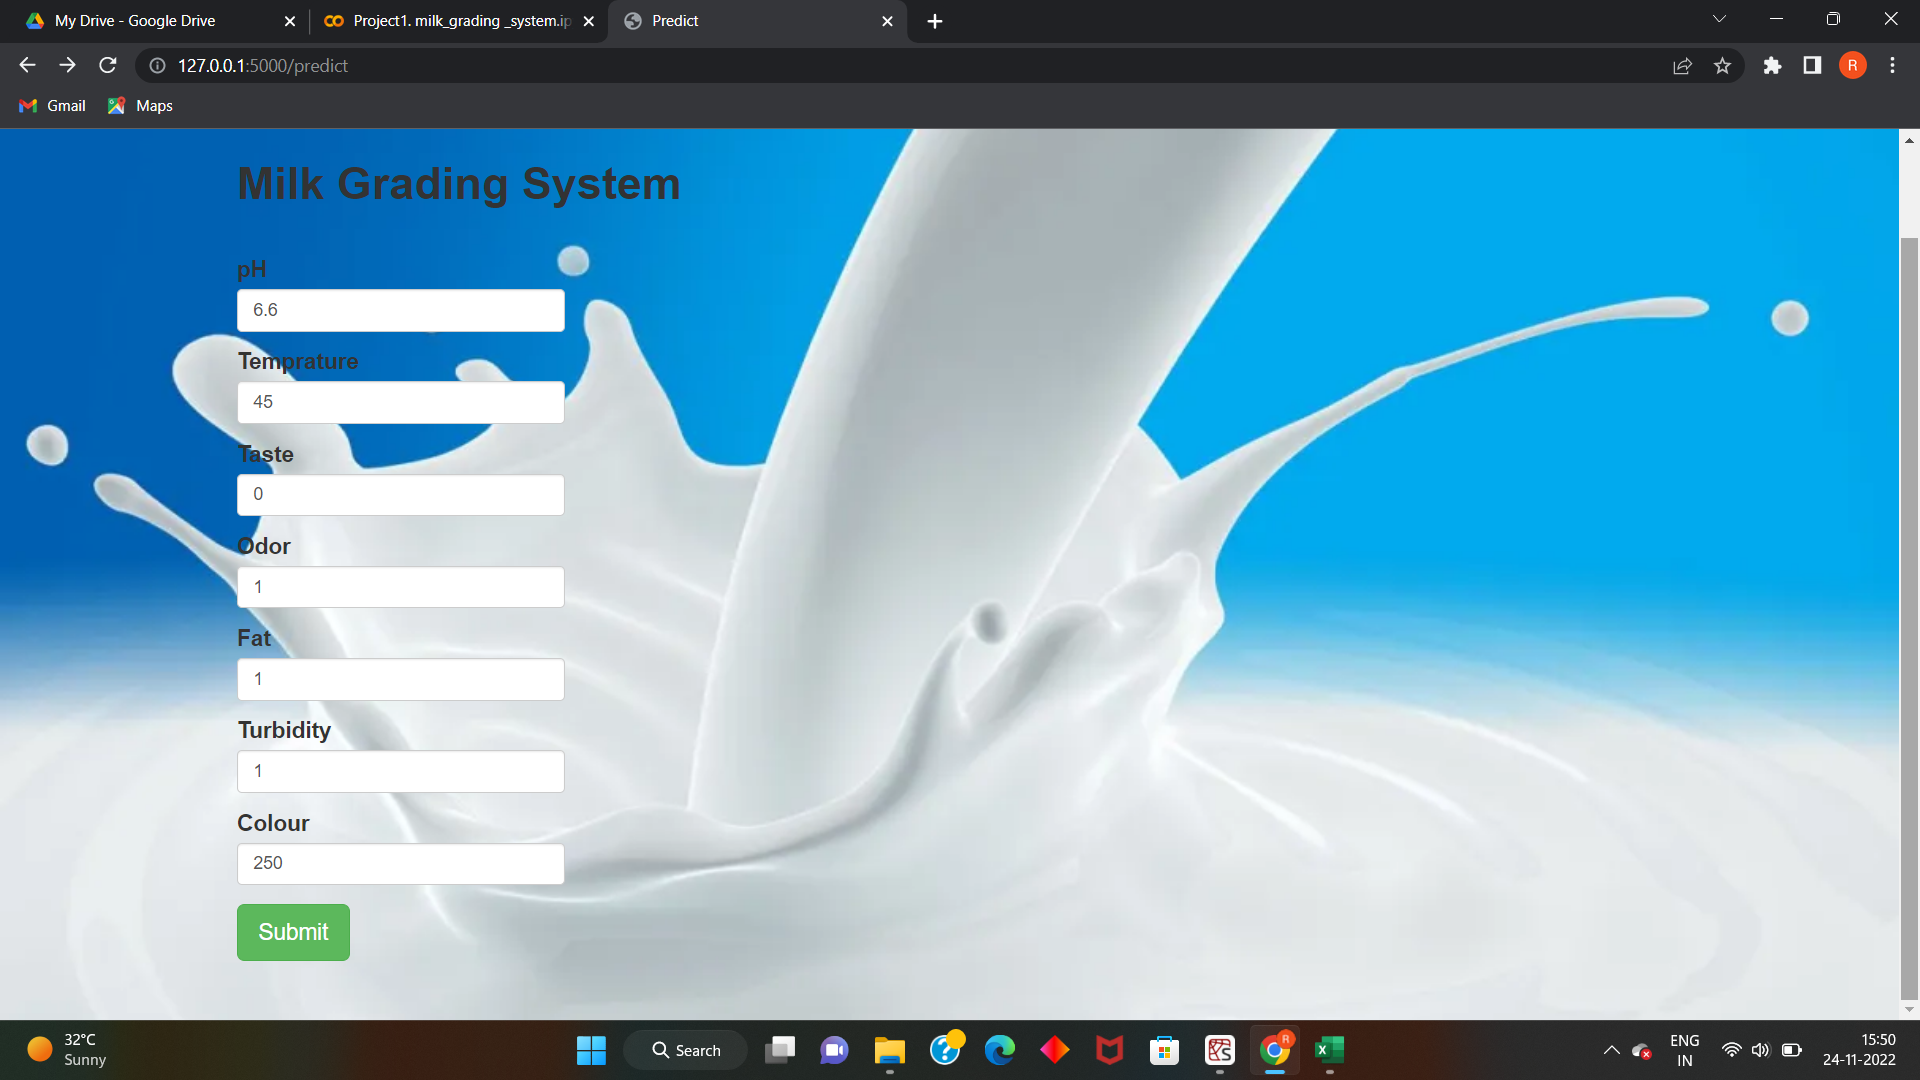 My Drive - Google Drive
Project1. milk_grading _system.ip
Predict
127.0.0.1:5000/predict
R
Gmail
Maps
Milk Grading System
pH
6.6
Temprature
45
Taste
0
Odor
1
Fat
1
Turbidity
1
Colour
250
Submit
32°C
Sunny
Search
R
ENG
IN
15:50
24-11-2022